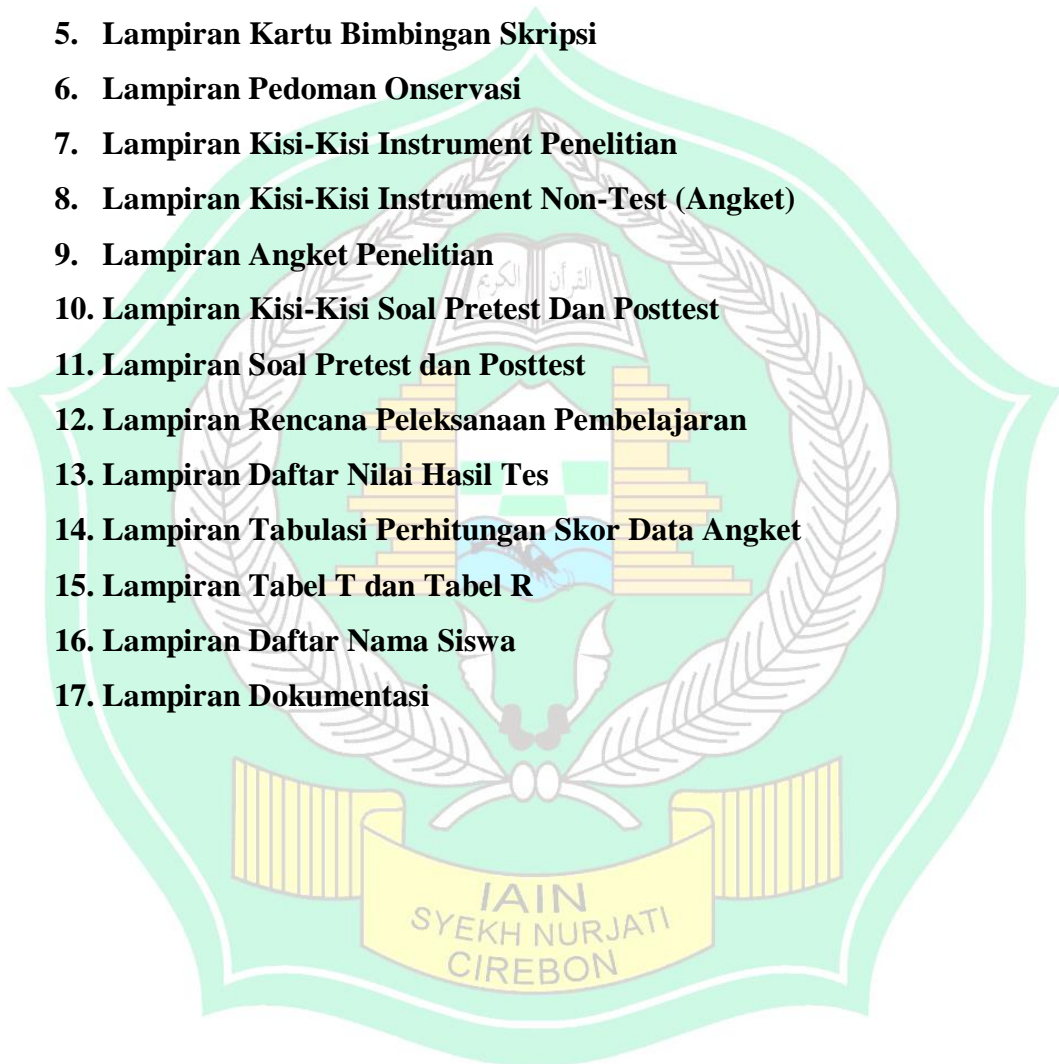 5. Lampiran Kartu Bimbingan Skripsi
6. Lampiran Pedoman Onservasi
7. Lampiran Kisi-Kisi Instrument Penelitian
8. Lampiran Kisi-Kisi Instrument Non-Test (Angket)
9. Lampiran Angket Penelitian
القرآن الكريم
10. Lampiran Kisi-Kisi Soal Pretest Dan Posttest
11. Lampiran Soal Pretest dan Posttest
12. Lampiran Rencana Peleksanaan Pembelajaran
13. Lampiran Daftar Nilai Hasil Tes
14. Lampiran Tabulasi Perhitungan Skor Data Angket
15. Lampiran Tabel T dan Tabel R
16. Lampiran Daftar Nama Siswa
17. Lampiran Dokumentasi
IAIN
SYEKH NURJATI
CIREBON